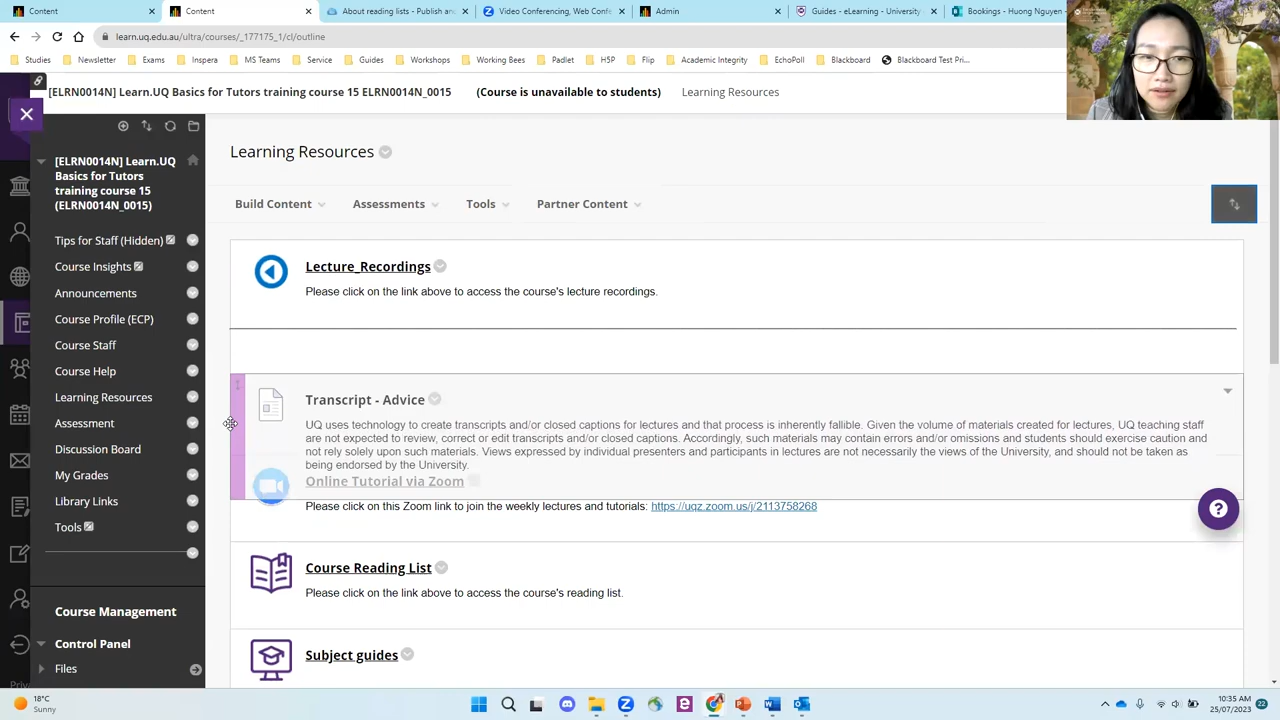 Content
Content
About reading lists - Publish an
Video Conferencing, Web Conf
Admin
Guides - eLearning - University
Bookings - Huong Nguyen
learn.uq.edu.au/ultra/courses/_177175_1/cl/outline
Studies
Newsletter
Exams
Inspera
MS Teams
Service
Guides
Workshops
Working Bees
Padlet
H5P
Flip
Academic Integrity
EchoPoll
Blackboard
Blackboard Test Pri...
[ELRN0014N] Learn.UQ Basics for Tutors training course 15 ELRN0014N_0015
(Course is unavailable to students)
Learning Resources
[ELRN0014N] Learn.UQ
Basics for Tutors
training course 15
(ELRN0014N_0015)
Tips for Staff (Hidden)
Course Insights
Announcements
Course Profile (ECP)
Course Staff
Course Help
Learning Resources
Assessment
Discussion Board
My Grades
Library Links
Tools
Course Management
Control Panel
Files
Learning Resources
Build Content
Assessments
Tools
Partner Content
Lecture_Recordings
Please click on the link above to access the course's lecture recordings.
Transcript - Advice
UQ uses technology to create transcripts and/or closed captions for lectures and that process is inherently fallible. Given the volume of materials created for lectures, UQ teaching staff
are not expected to review, correct or edit transcripts and/or closed captions. Accordingly, such materials may contain errors and/or omissions and students should exercise caution and
not rely solely upon such materials. Views expressed by individual presenters and participants in lectures are not necessarily the views of the University, and should not be taken as
being endorsed by the University.
Online Tutorial via Zoom
Please click on this Zoom link to join the weekly lectures and tutorials: https://uqz.zoom.us/j/2113758268
Course Reading List
Please click on the link above to access the course's reading list.
Subject guides
?
Priv
18°C
Sunny
10:35 AM
25/07/2023
22